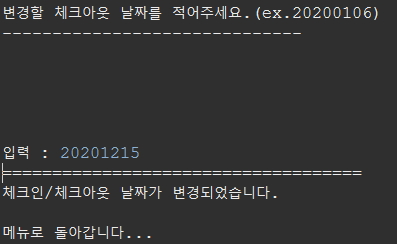 변경할 체크아웃 날짜를 적어주세요.(ex.20200106)
------------------------------
입력 : 20201215
====================================
체크인/체크아웃 날짜가 변경되었습니다.
메뉴로 돌아갑니다...